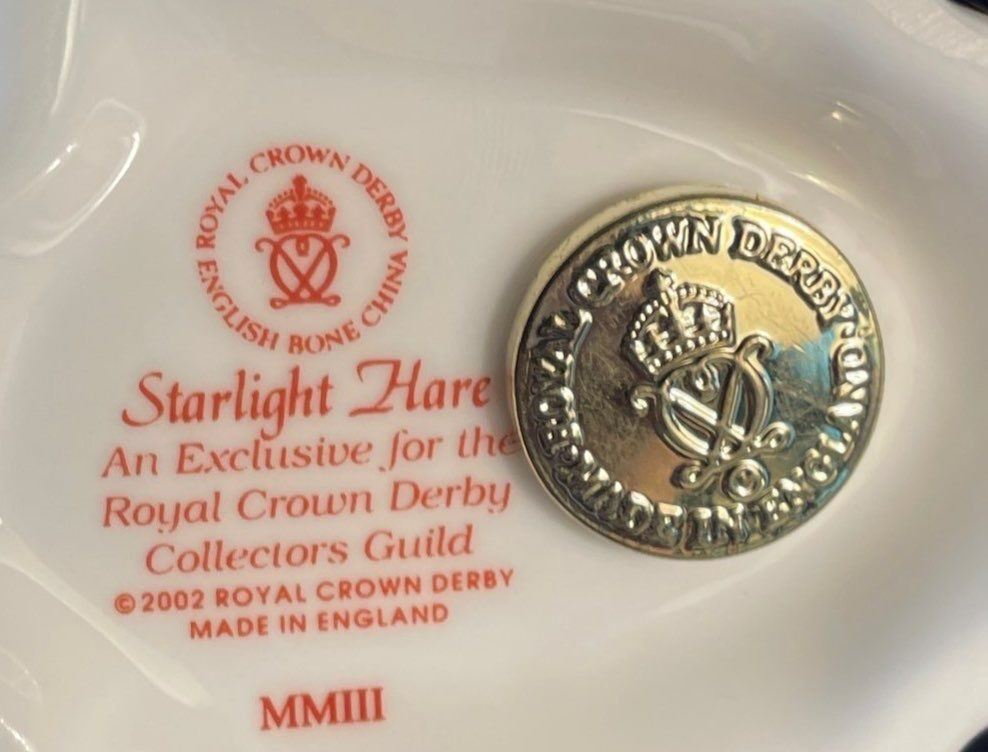 ROYAL CROWN DERBY
ENGLISH BONE CHINA
Starlight Hare
An Exclusive for the
Royal Crown Derby
Collectors Guild
©2002 ROYAL CROWN DERBY
MADE IN ENGLAND
MMIII
ROYAL CROWN DERBY
MADE IN ENGLAND